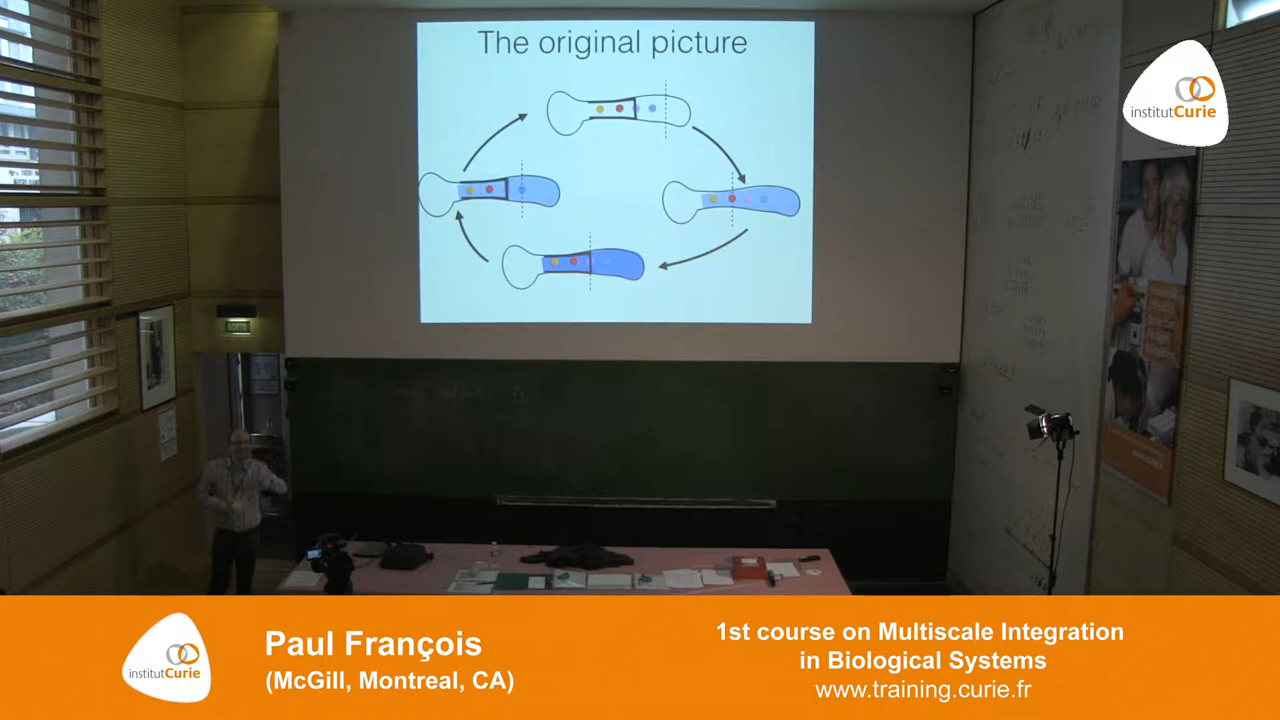 The original picture
institutCurie
SORTIE
institutCurie
Paul François
(McGill, Montreal, CA)
1st course on Multiscale Integration
in Biological Systems
www.training.curie.fr